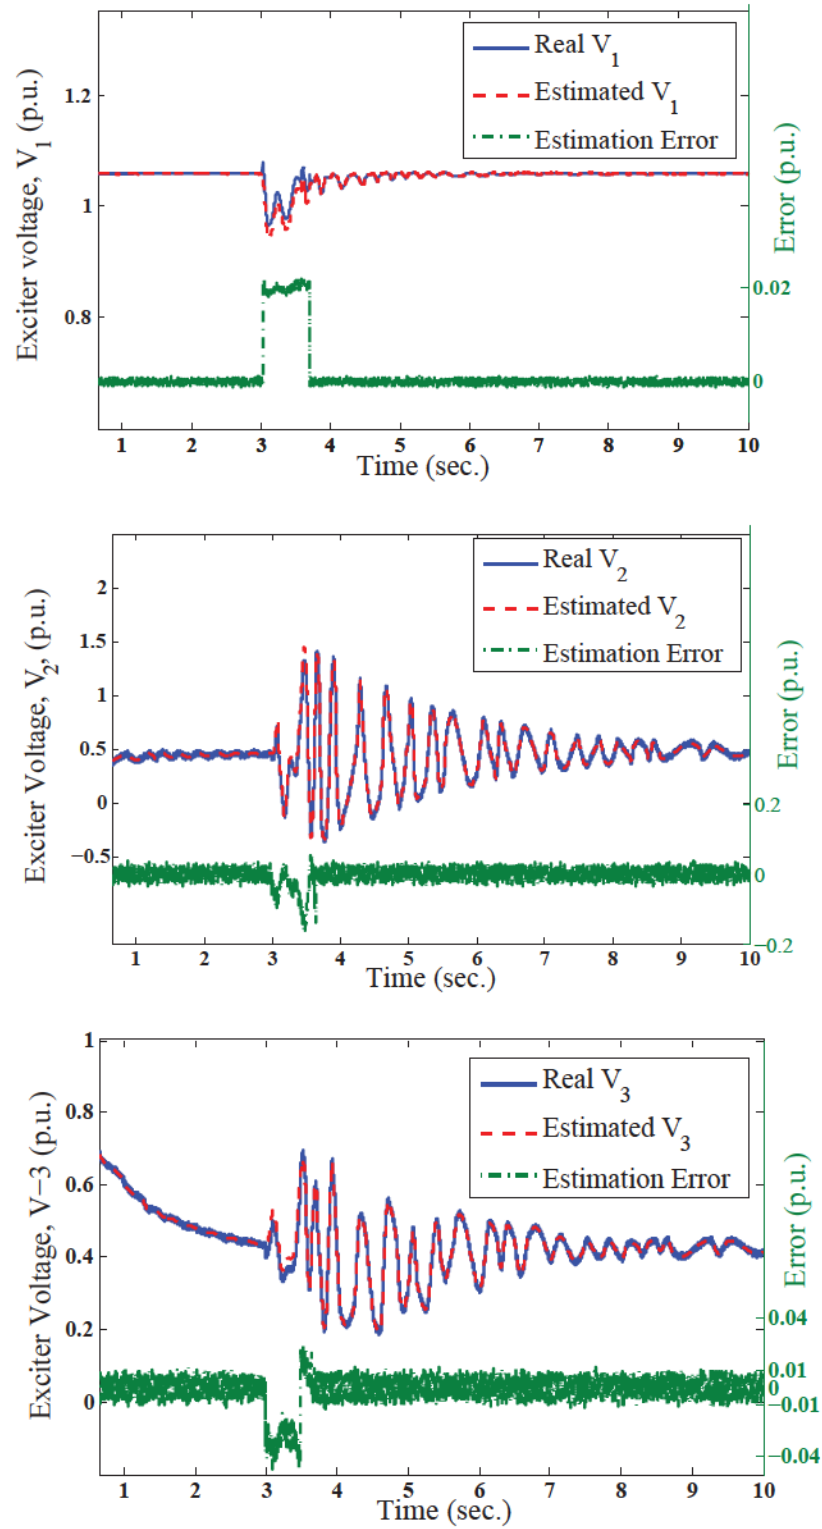 Exciter voltage, V1 (p.u.)
1.2
1
0.8
Real V1
Estimated V1
Estimation Error
Error (p.u.)
0.02
0
1 2 3 4 5 6 7 8 9 10
Time (sec.)
Exciter Voltage, V2, (p.u.)
2
1.5
1
0.5
0
−0.5
Real V2
Estimated V2
Estimation Error
Error (p.u.)
0.2
0
−0.2
1 2 3 4 5 6 7 8 9 10
Time (sec.)
Exciter Voltage, V−3 (p.u.)
1
0.8
0.6
0.4
0.2
0
Real V3
Estimated V3
Estimation Error
Error (p.u.)
0.04
0.01
0
−0.01
−0.04
1 2 3 4 5 6 7 8 9 10
Time (sec.)